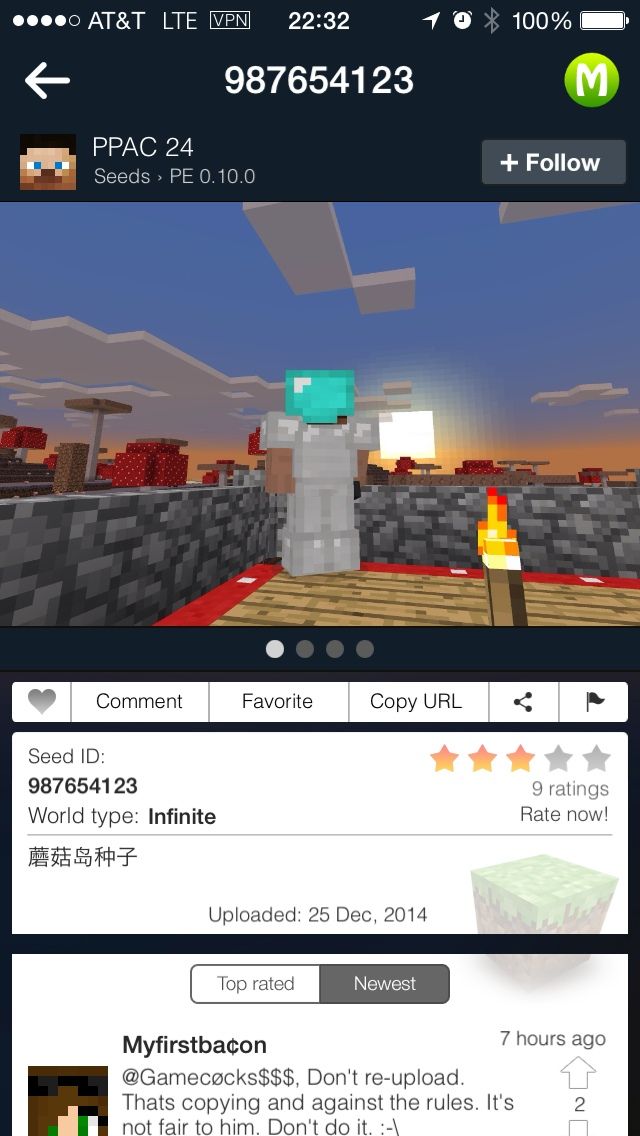 AT&T LTE VPN 22:32 100%
987654123
M
PPAC 24
Seeds › PE 0.10.0
+ Follow
Comment Favorite Copy URL
Seed ID:
987654123
9 ratings
World type: Infinite
Rate now!
蘑菇岛种子
Uploaded: 25 Dec, 2014
Top rated Newest
Myfirstba¢on
7 hours ago
@Gamecøcks$$$, Don't re-upload.
Thats copying and against the rules. It's
not fair to him. Don't do it. :-\
2